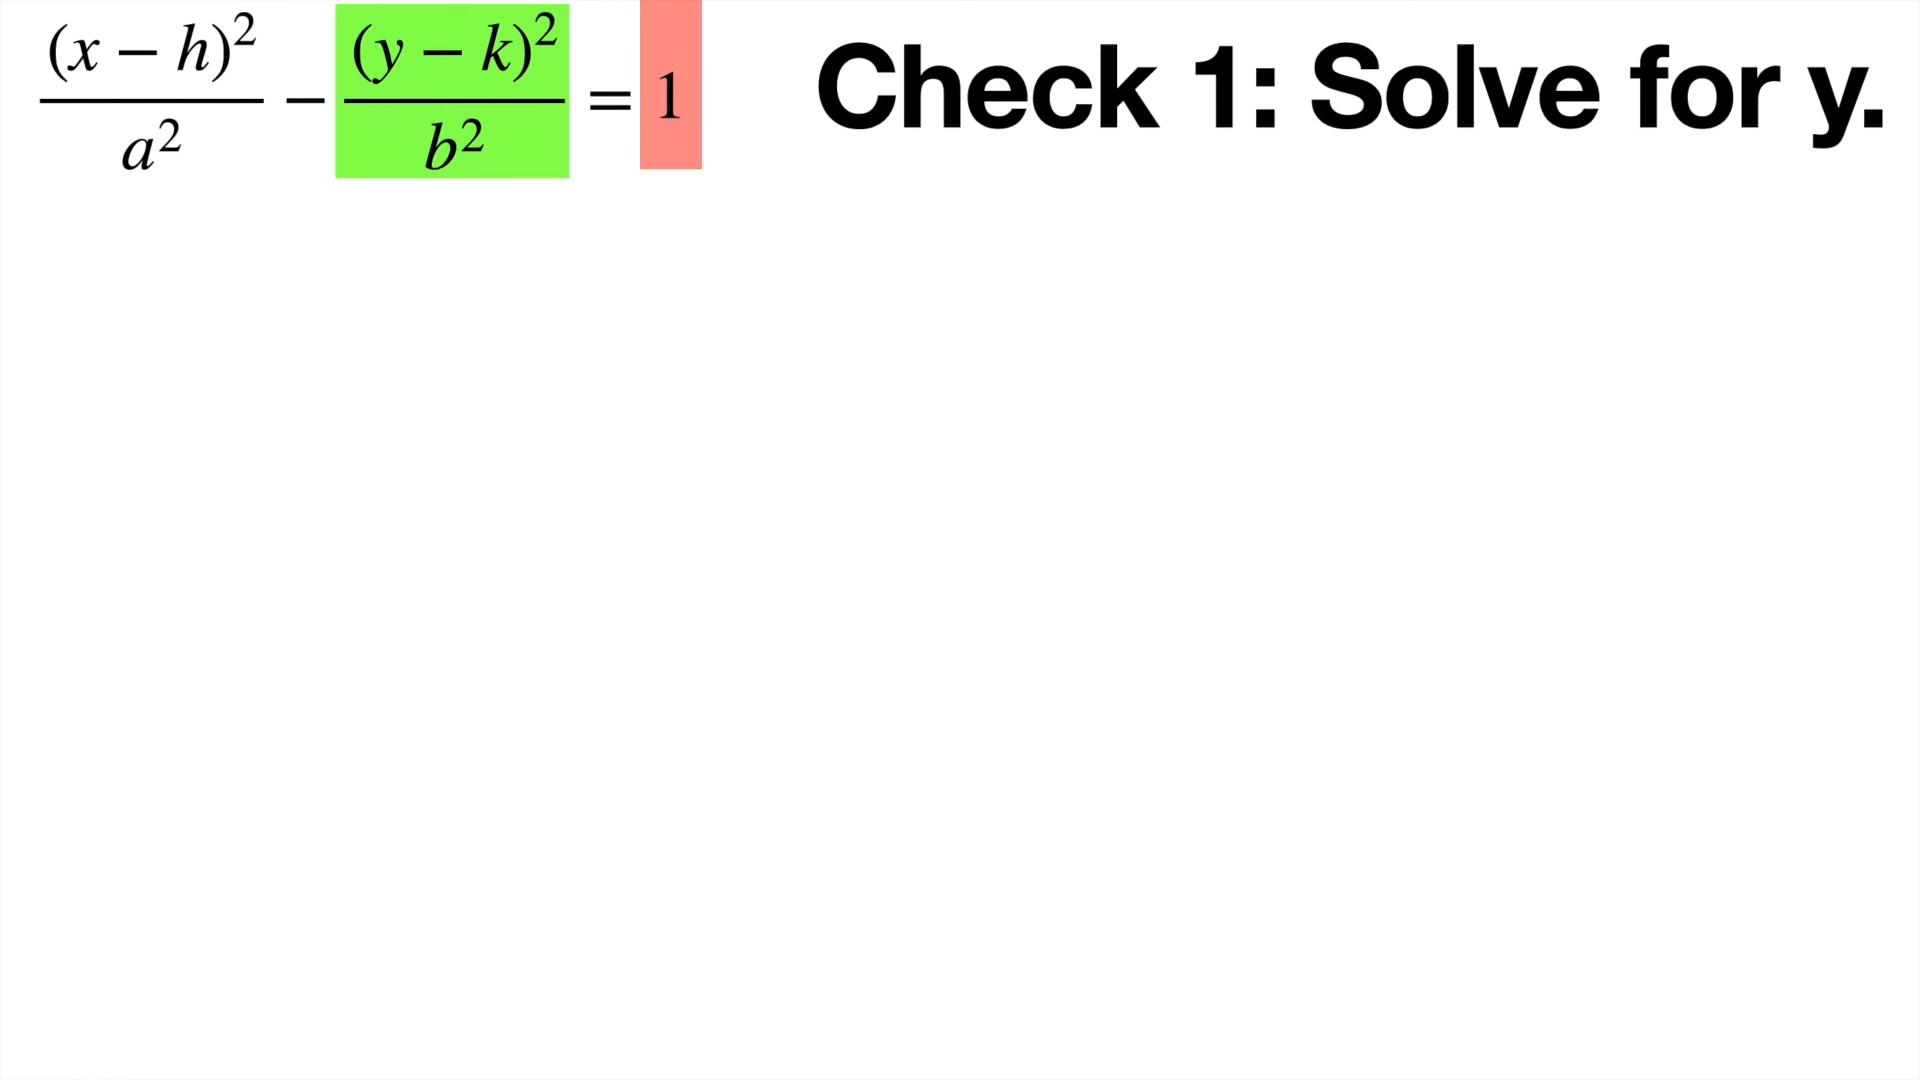 (x − h)² / a² − (y − k)² / b² = 1
Check 1: Solve for y.